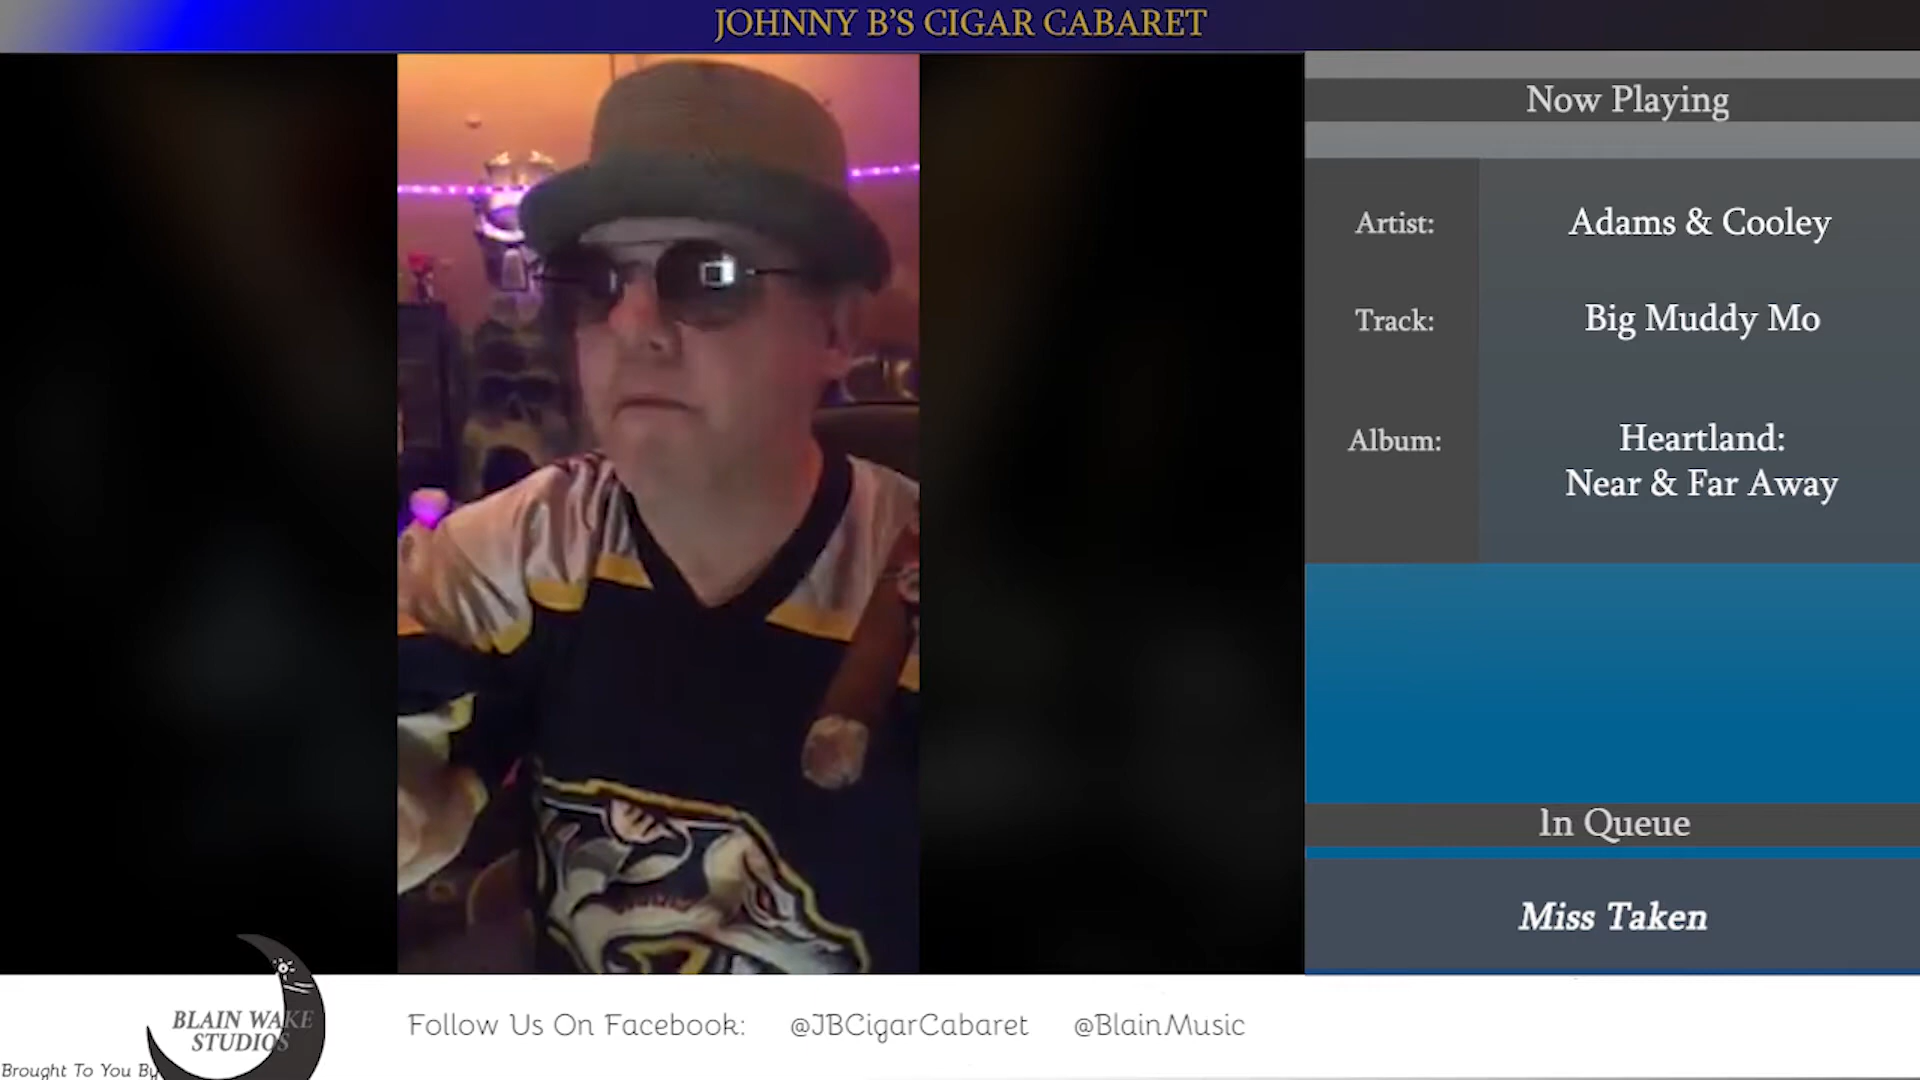 JOHNNY B'S CIGAR CABARET
Now Playing
Artist:
Adams & Cooley
Track:
Big Muddy Mo
Album:
Heartland:
Near & Far Away
In Queue
Miss Taken
BLAIN WAKE
STUDIOS
Follow Us On Facebook: @JBCigarCabaret @BlainMusic
Brought To You By